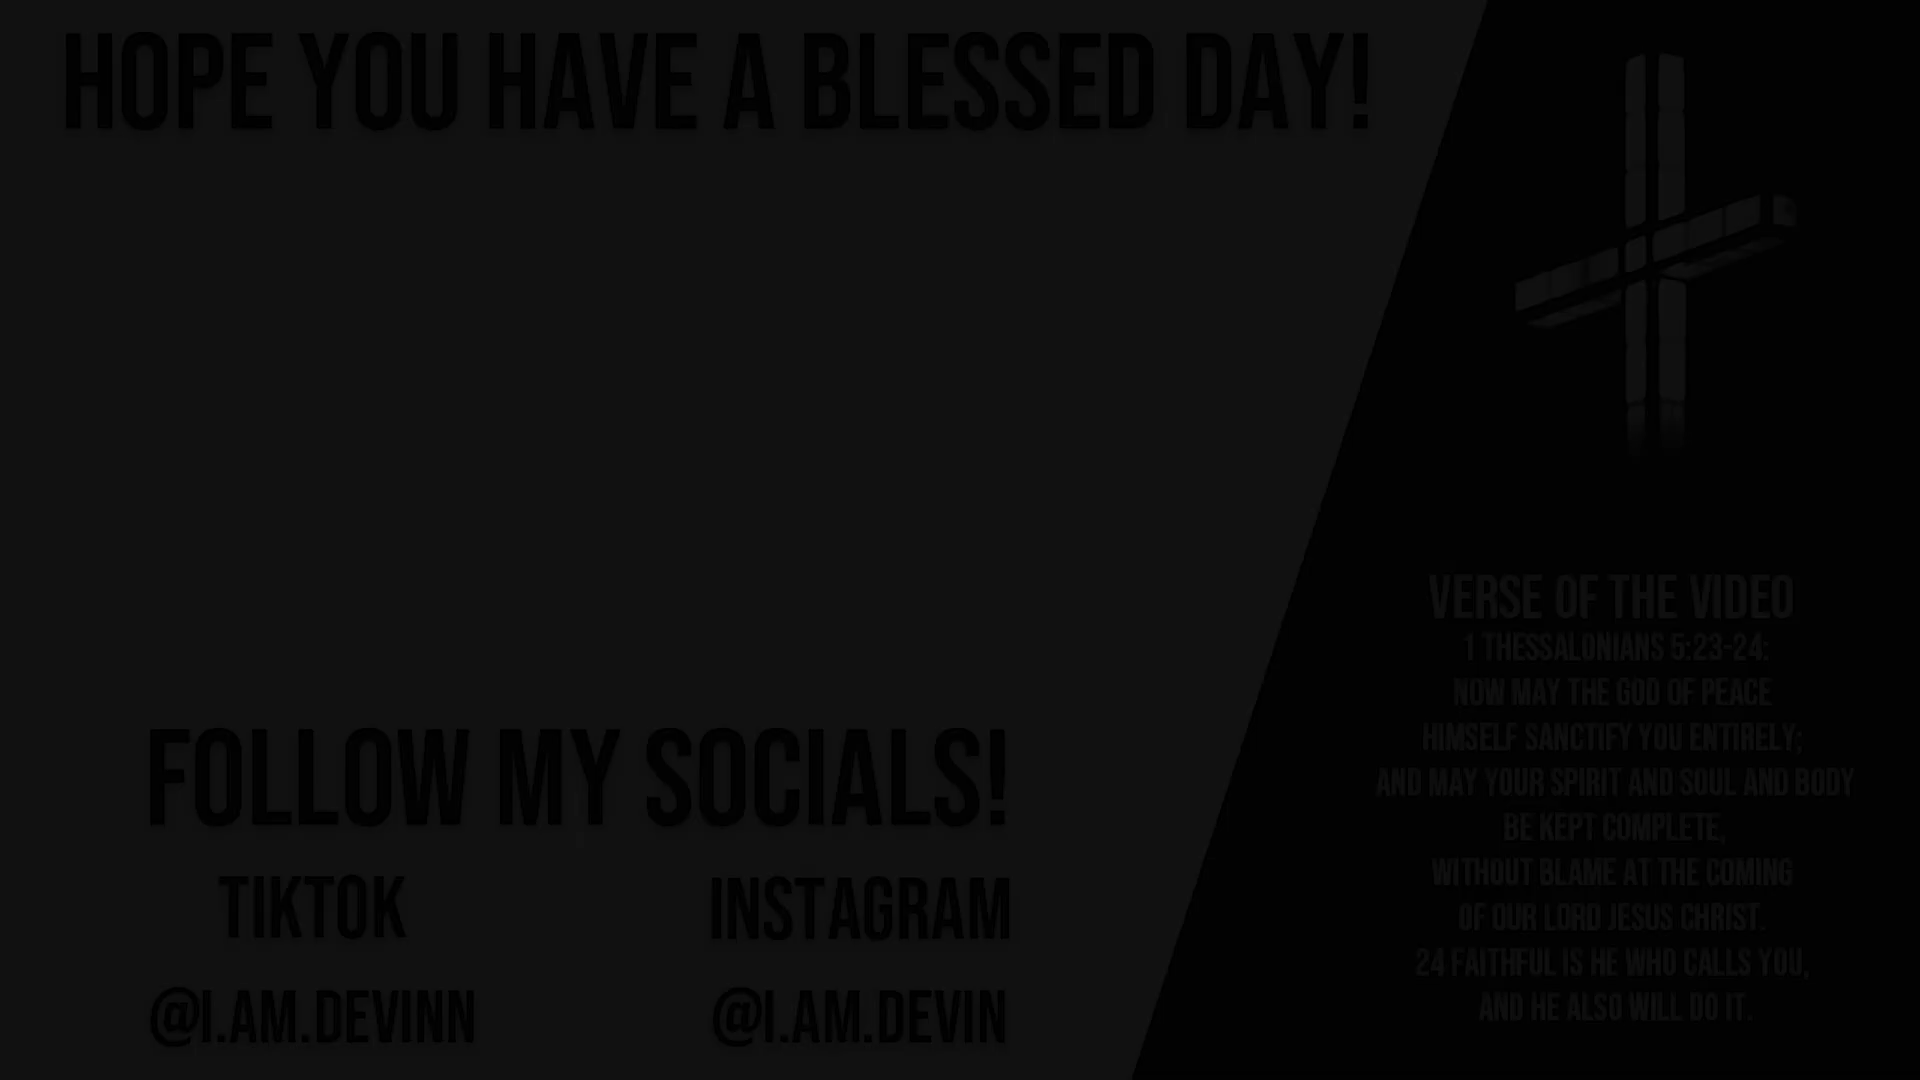 HOPE YOU HAVE A BLESSED DAY!
FOLLOW MY SOCIALS!
TIKTOK
@I.AM.DEVINN
INSTAGRAM
@I.AM.DEVIN
VERSE OF THE VIDEO
1 THESSALONIANS 5:23-24:
NOW MAY THE GOD OF PEACE
HIMSELF SANCTIFY YOU ENTIRELY;
AND MAY YOUR SPIRIT AND SOUL AND BODY
BE KEPT COMPLETE,
WITHOUT BLAME AT THE COMING
OF OUR LORD JESUS CHRIST.
24 FAITHFUL IS HE WHO CALLS YOU,
AND HE ALSO WILL DO IT.